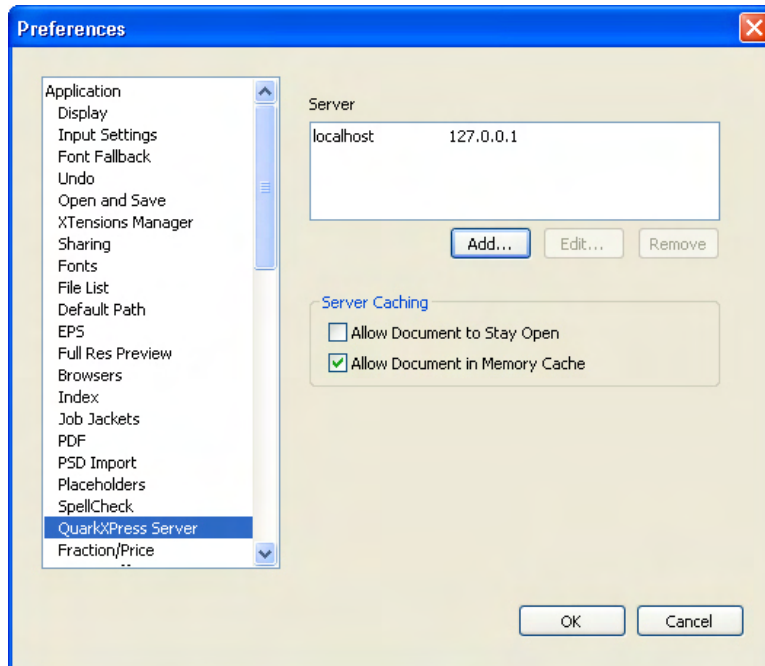 Preferences
Application
Display
Input Settings
Font Fallback
Undo
Open and Save
XTensions Manager
Sharing
Fonts
File List
Default Path
EPS
Full Res Preview
Browsers
Index
Job Jackets
PDF
PSD Import
Placeholders
SpellCheck
QuarkXPress Server
Fraction/Price
Server
localhost 127.0.0.1
Add... Edit... Remove
Server Caching
Allow Document to Stay Open
Allow Document in Memory Cache
OK Cancel